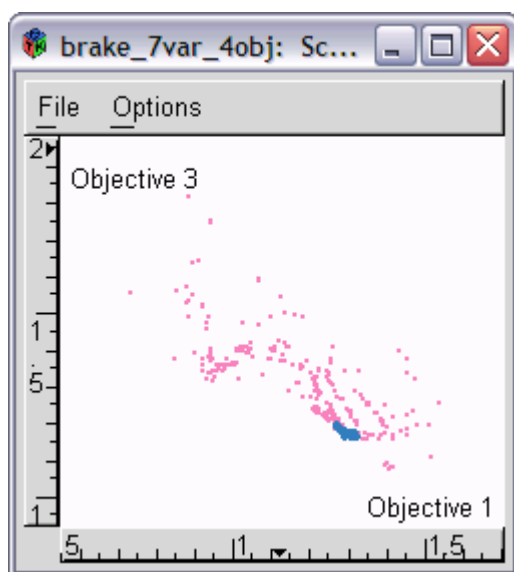 brake_7var_4obj: Sc...
File Options
2
Objective 3
1
5
1
Objective 1
.5 1 1,5